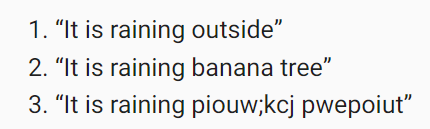 1. “It is raining outside”
2. “It is raining banana tree”
3. “It is raining piouw;kcj pwepoiut”